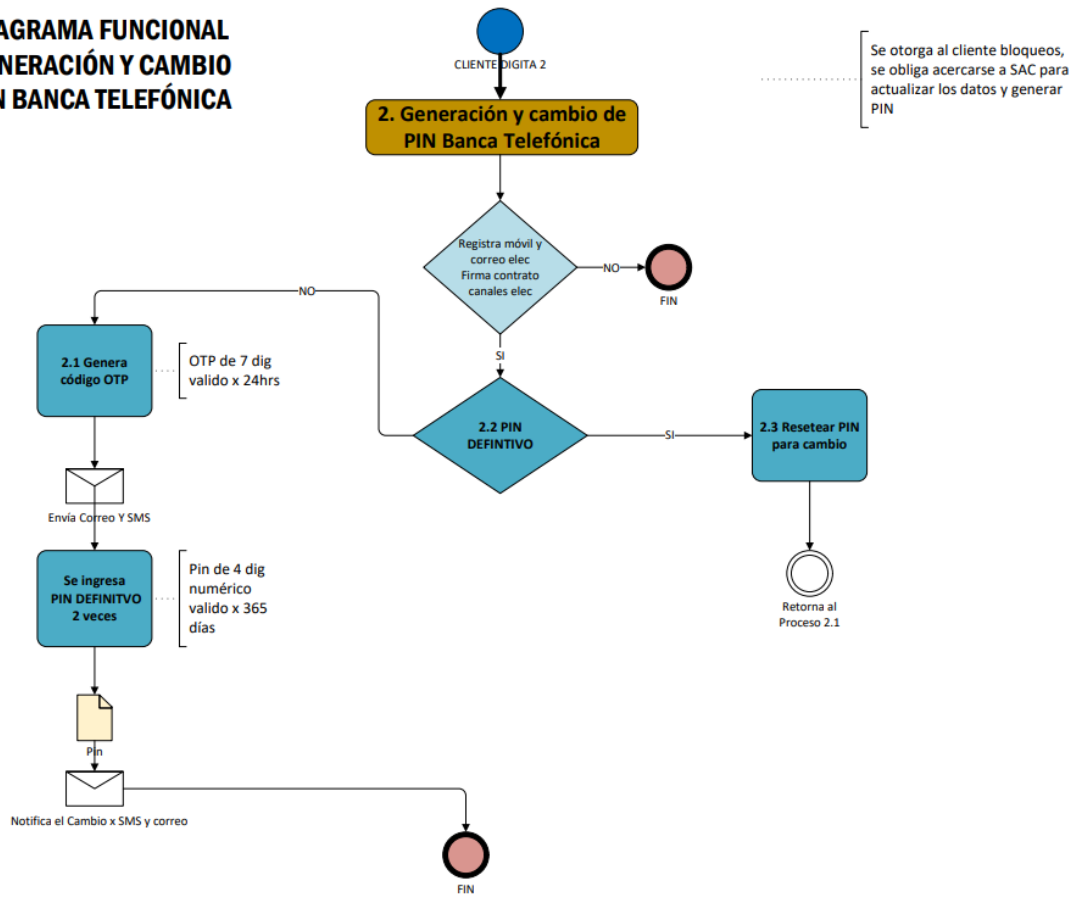 AGRAMA FUNCIONAL
NERACIÓN Y CAMBIO
N BANCA TELEFÓNICA
CLIENTE DIGITA 2
Se otorga al cliente bloqueos,
se obliga acercarse a SAC para
actualizar los datos y generar
PIN
2. Generación y cambio de
PIN Banca Telefónica
Registra móvil y
correo elec
Firma contrato
canales elec
NO
FIN
NO
SI
2.1 Genera
código OTP
OTP de 7 dig
valido x 24hrs
2.2 PIN
DEFINTIVO
SI
2.3 Resetear PIN
para cambio
Envía Correo Y SMS
Se ingresa
PIN DEFINITVO
2 veces
Pin de 4 dig
numérico
valido x 365
días
Retorna al
Proceso 2.1
Pin
Notifica el Cambio x SMS y correo
FIN